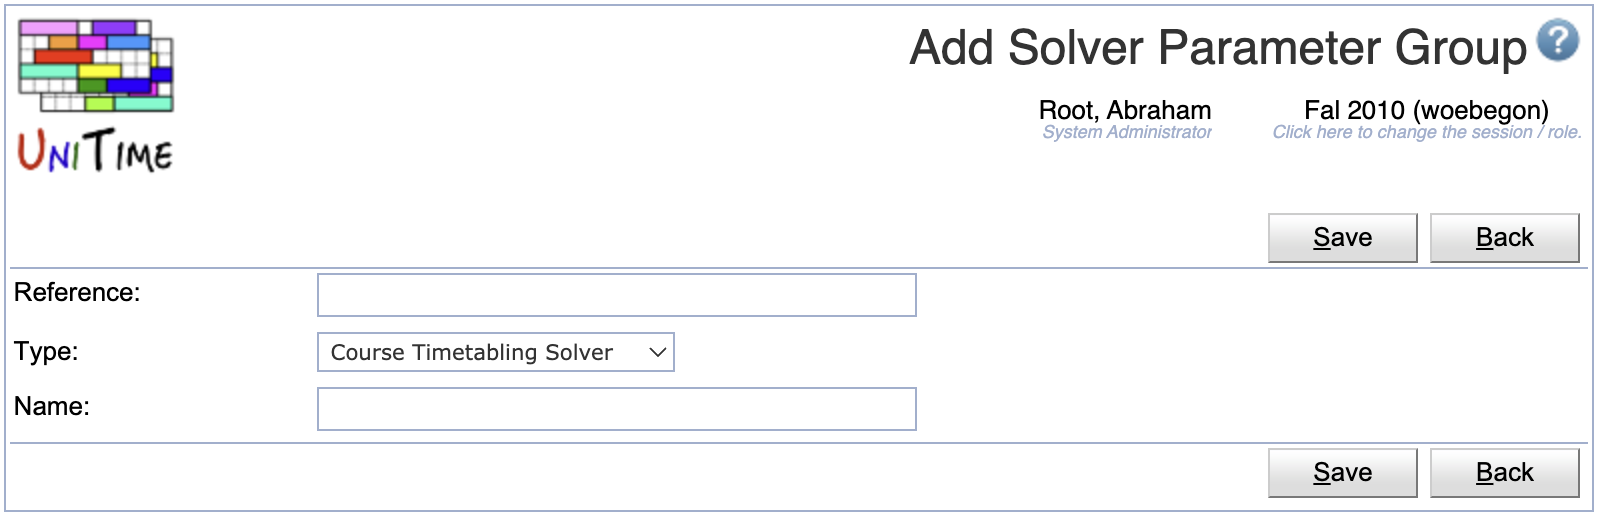 Add Solver Parameter Group ?
UNITIME
Root, Abraham Fal 2010 (woebegon)
System Administrator Click here to change the session / role.
Save Back
Reference:
Type: Course Timetabling Solver
Name:
Save Back